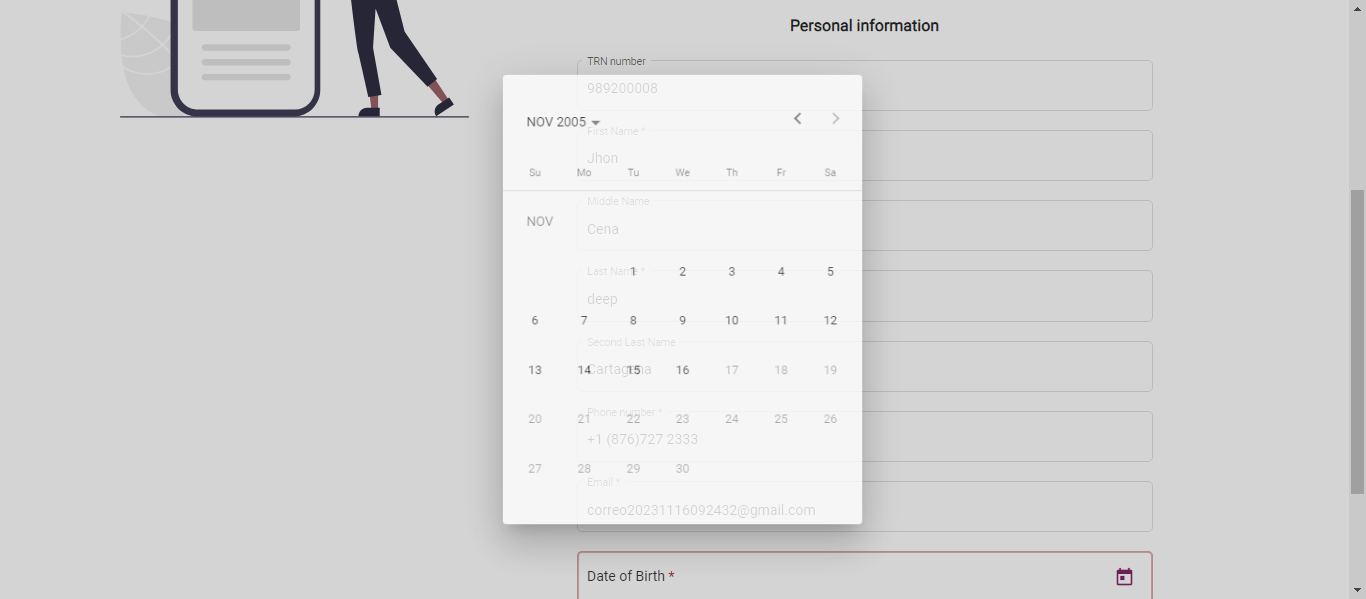 Personal information
TRN number
989200008
NOV 2005
First Name *
Jhon
Su Mo Tu We Th Fr Sa
Middle Name
NOV
Cena
Last Name *
1 2 3 4 5
deep
6 7 8 9 10 11 12
Second Last Name
Cartagena
13 14 15 16 17 18 19
Phone number *
20 21 22 23 24 25 26
+1 (876)727 2333
27 28 29 30
Email *
correo20231116092432@gmail.com
Date of Birth *